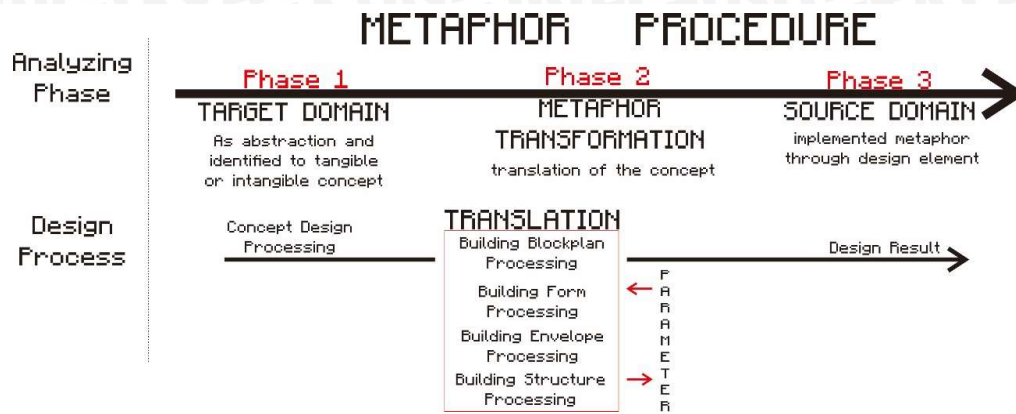 METAPHOR PROCEDURE
Analyzing
Phase
Phase 1
Phase 2
Phase 3
TARGET DOMAIN
As abstraction and
identified to tangible
or intangible concept
METAPHOR
TRANSFORMATION
translation of the concept
SOURCE DOMAIN
implemented metaphor
through design element
Design
Process
Concept Design
Processing
TRANSLATION
Building Blockplan
Processing
Building Form
Processing
Building Envelope
Processing
Building Structure
Processing
PARAMETER
Design Result